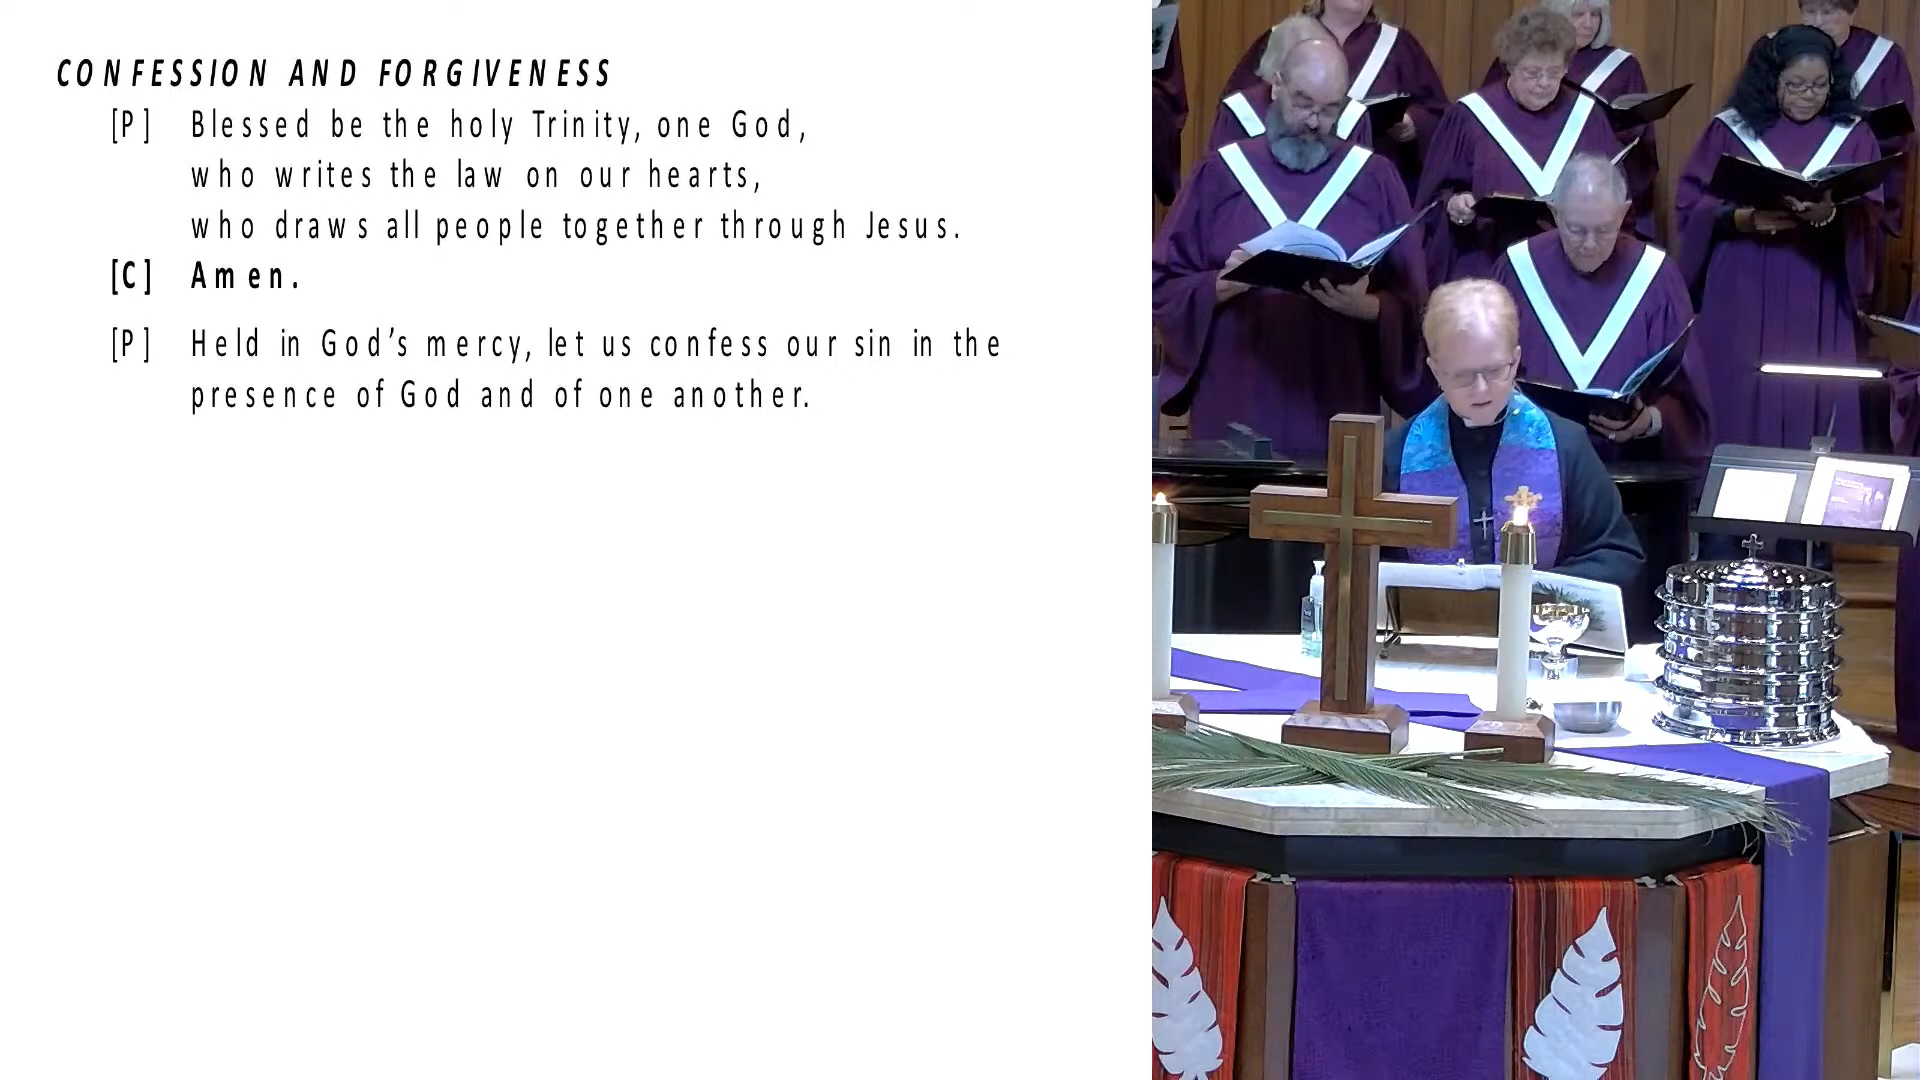 CONFESSION AND FORGIVENESS
[P] Blessed be the holy Trinity, one God,
who writes the law on our hearts,
who draws all people together through Jesus.
[C] Amen.
[P] Held in God’s mercy, let us confess our sin in the
presence of God and of one another.